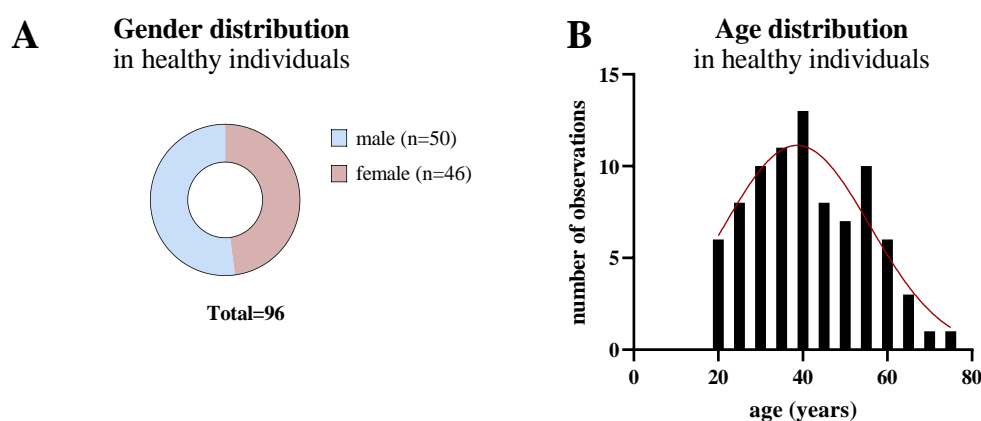 A
Gender distribution
in healthy individuals
male (n=50)
female (n=46)
Total=96
B
Age distribution
in healthy individuals
number of observations
15
10
5
0
0 20 40 60 80
age (years)